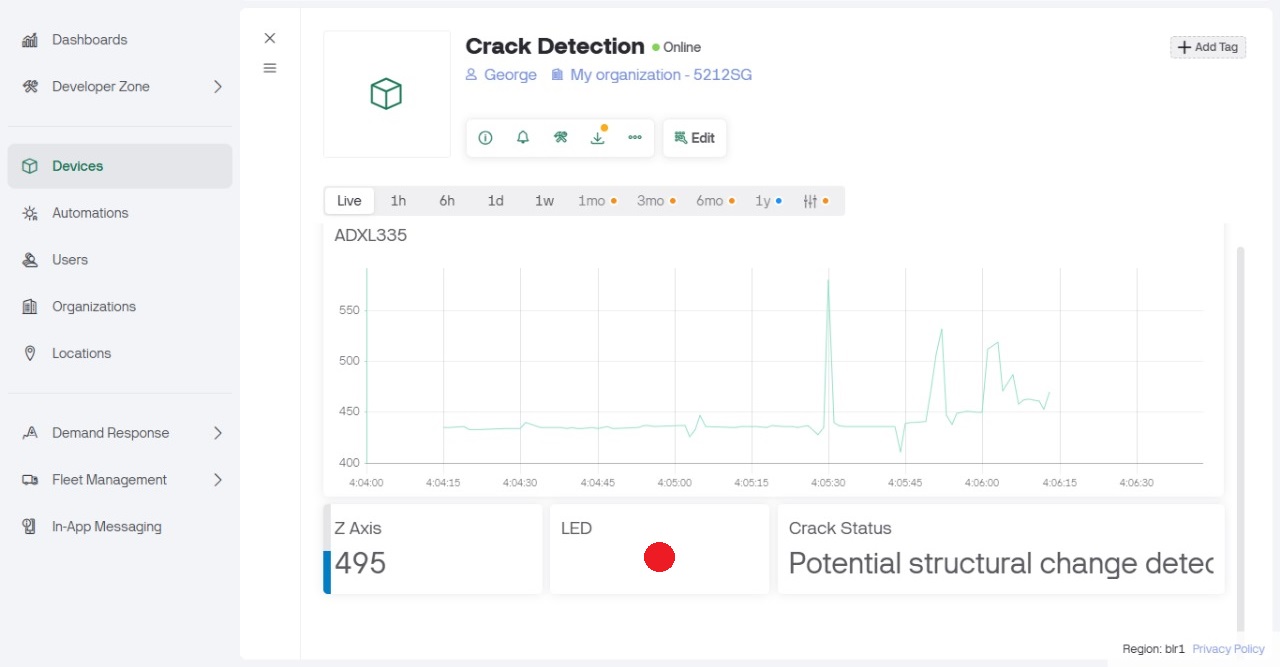 Dashboards
Developer Zone
Devices
Automations
Users
Organizations
Locations
Demand Response
Fleet Management
In-App Messaging
Crack Detection Online
George My organization - 5212SG
Add Tag
Edit
Live 1h 6h 1d 1w 1mo 3mo 6mo 1y
ADXL335
550
500
450
400
4:04:00 4:04:15 4:04:30 4:04:45 4:05:00 4:05:15 4:05:30 4:05:45 4:06:00 4:06:15 4:06:30
Z Axis
495
LED
Crack Status
Potential structural change detec
Region: blr1 Privacy Policy